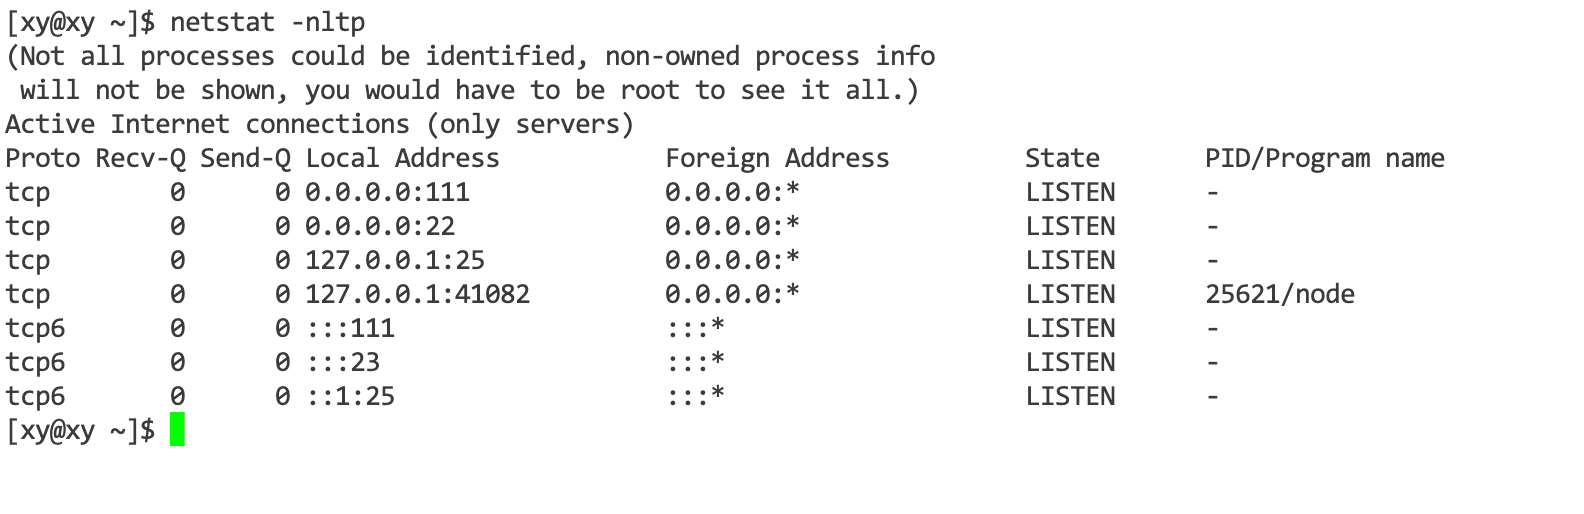 [xy@xy ~]$ netstat -nltp
(Not all processes could be identified, non-owned process info
 will not be shown, you would have to be root to see it all.)
Active Internet connections (only servers)
Proto Recv-Q Send-Q Local Address           Foreign Address         State       PID/Program name
tcp        0      0 0.0.0.0:111             0.0.0.0:*               LISTEN      -
tcp        0      0 0.0.0.0:22              0.0.0.0:*               LISTEN      -
tcp        0      0 127.0.0.1:25            0.0.0.0:*               LISTEN      -
tcp        0      0 127.0.0.1:41082         0.0.0.0:*               LISTEN      25621/node
tcp6       0      0 :::111                  :::*                    LISTEN      -
tcp6       0      0 :::23                   :::*                    LISTEN      -
tcp6       0      0 ::1:25                  :::*                    LISTEN      -
[xy@xy ~]$